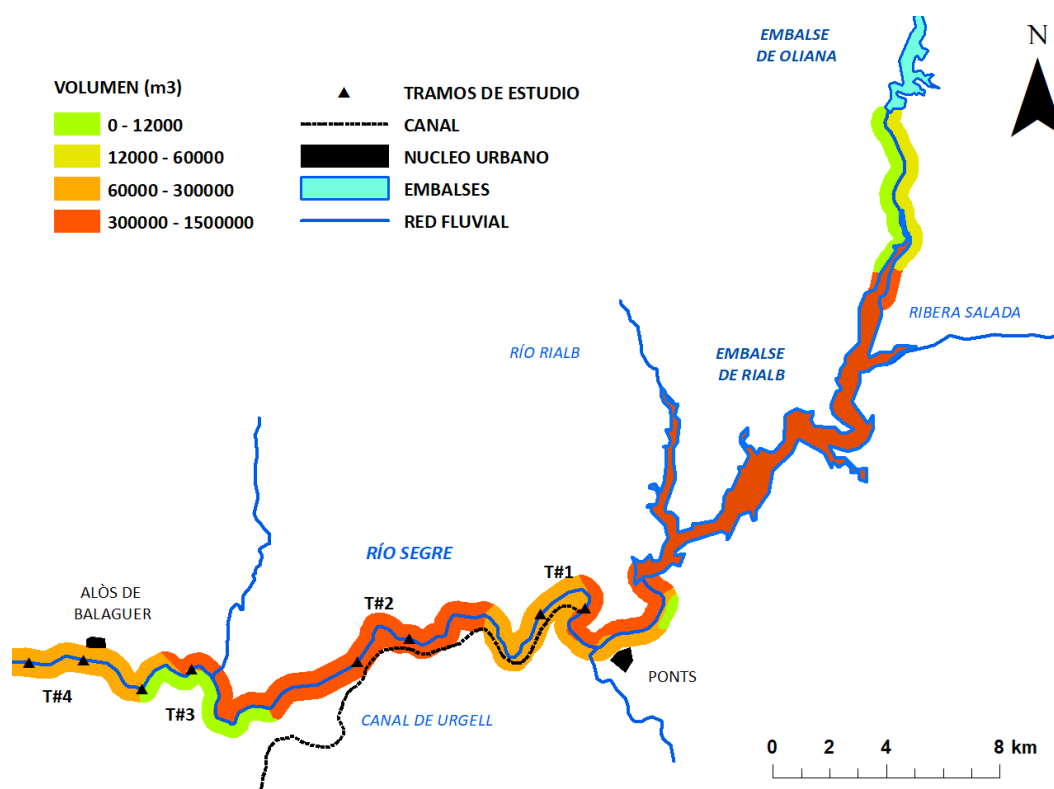 EMBALSE
DE OLIANA
N
VOLUMEN (m3)
0 - 12000
12000 - 60000
60000 - 300000
300000 - 1500000
TRAMOS DE ESTUDIO
CANAL
NUCLEO URBANO
EMBALSES
RED FLUVIAL
RIBERA SALADA
RÍO RIALB
EMBALSE
DE RIALB
RÍO SEGRE
T#1
T#2
ALÒS DE
BALAGUER
T#3
T#4
PONTS
CANAL DE URGELL
0 2 4 8 km